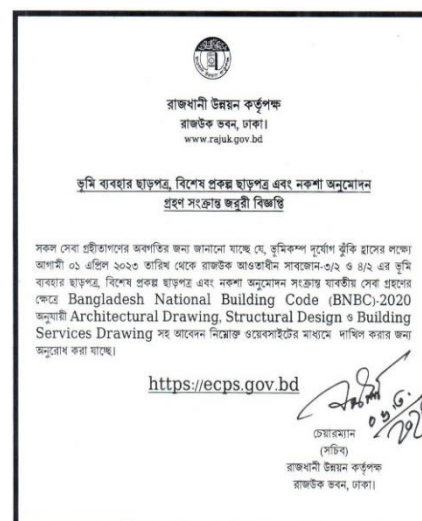 রাজধানী উন্নয়ন কর্তৃপক্ষ
রাজউক ভবন, ঢাকা।
www.rajuk.gov.bd
ভূমি ব্যবহার ছাড়পত্র, বিশেষ প্রকল্প ছাড়পত্র এবং নকশা অনুমোদন
গ্রহণ সংক্রান্ত জরুরী বিজ্ঞপ্তি
সকল সেবা গ্রহীতাগণের অবগতির জন্য জানানো যাচ্ছে যে, ভূমিকম্প দূর্যোগ ঝুঁকি হ্রাসের লক্ষ্যে
আগামী ০১ এপ্রিল ২০২৩ তারিখ থেকে রাজউক আওতাধীন সাবজোন-৩/২ ও ৪/২ এর ভূমি
ব্যবহার ছাড়পত্র, বিশেষ প্রকল্প ছাড়পত্র এবং নকশা অনুমোদন সংক্রান্ত যাবতীয় সেবা গ্রহণের
ক্ষেত্রে Bangladesh National Building Code (BNBC)-2020
অনুযায়ী Architectural Drawing, Structural Design ও Building
Services Drawing সহ আবেদন নিম্নোক্ত ওয়েবসাইটের মাধ্যমে দাখিল করার জন্য
অনুরোধ করা যাচ্ছে।
https://ecps.gov.bd
চেয়ারম্যান
(সচিব)
রাজধানী উন্নয়ন কর্তৃপক্ষ
রাজউক ভবন, ঢাকা।